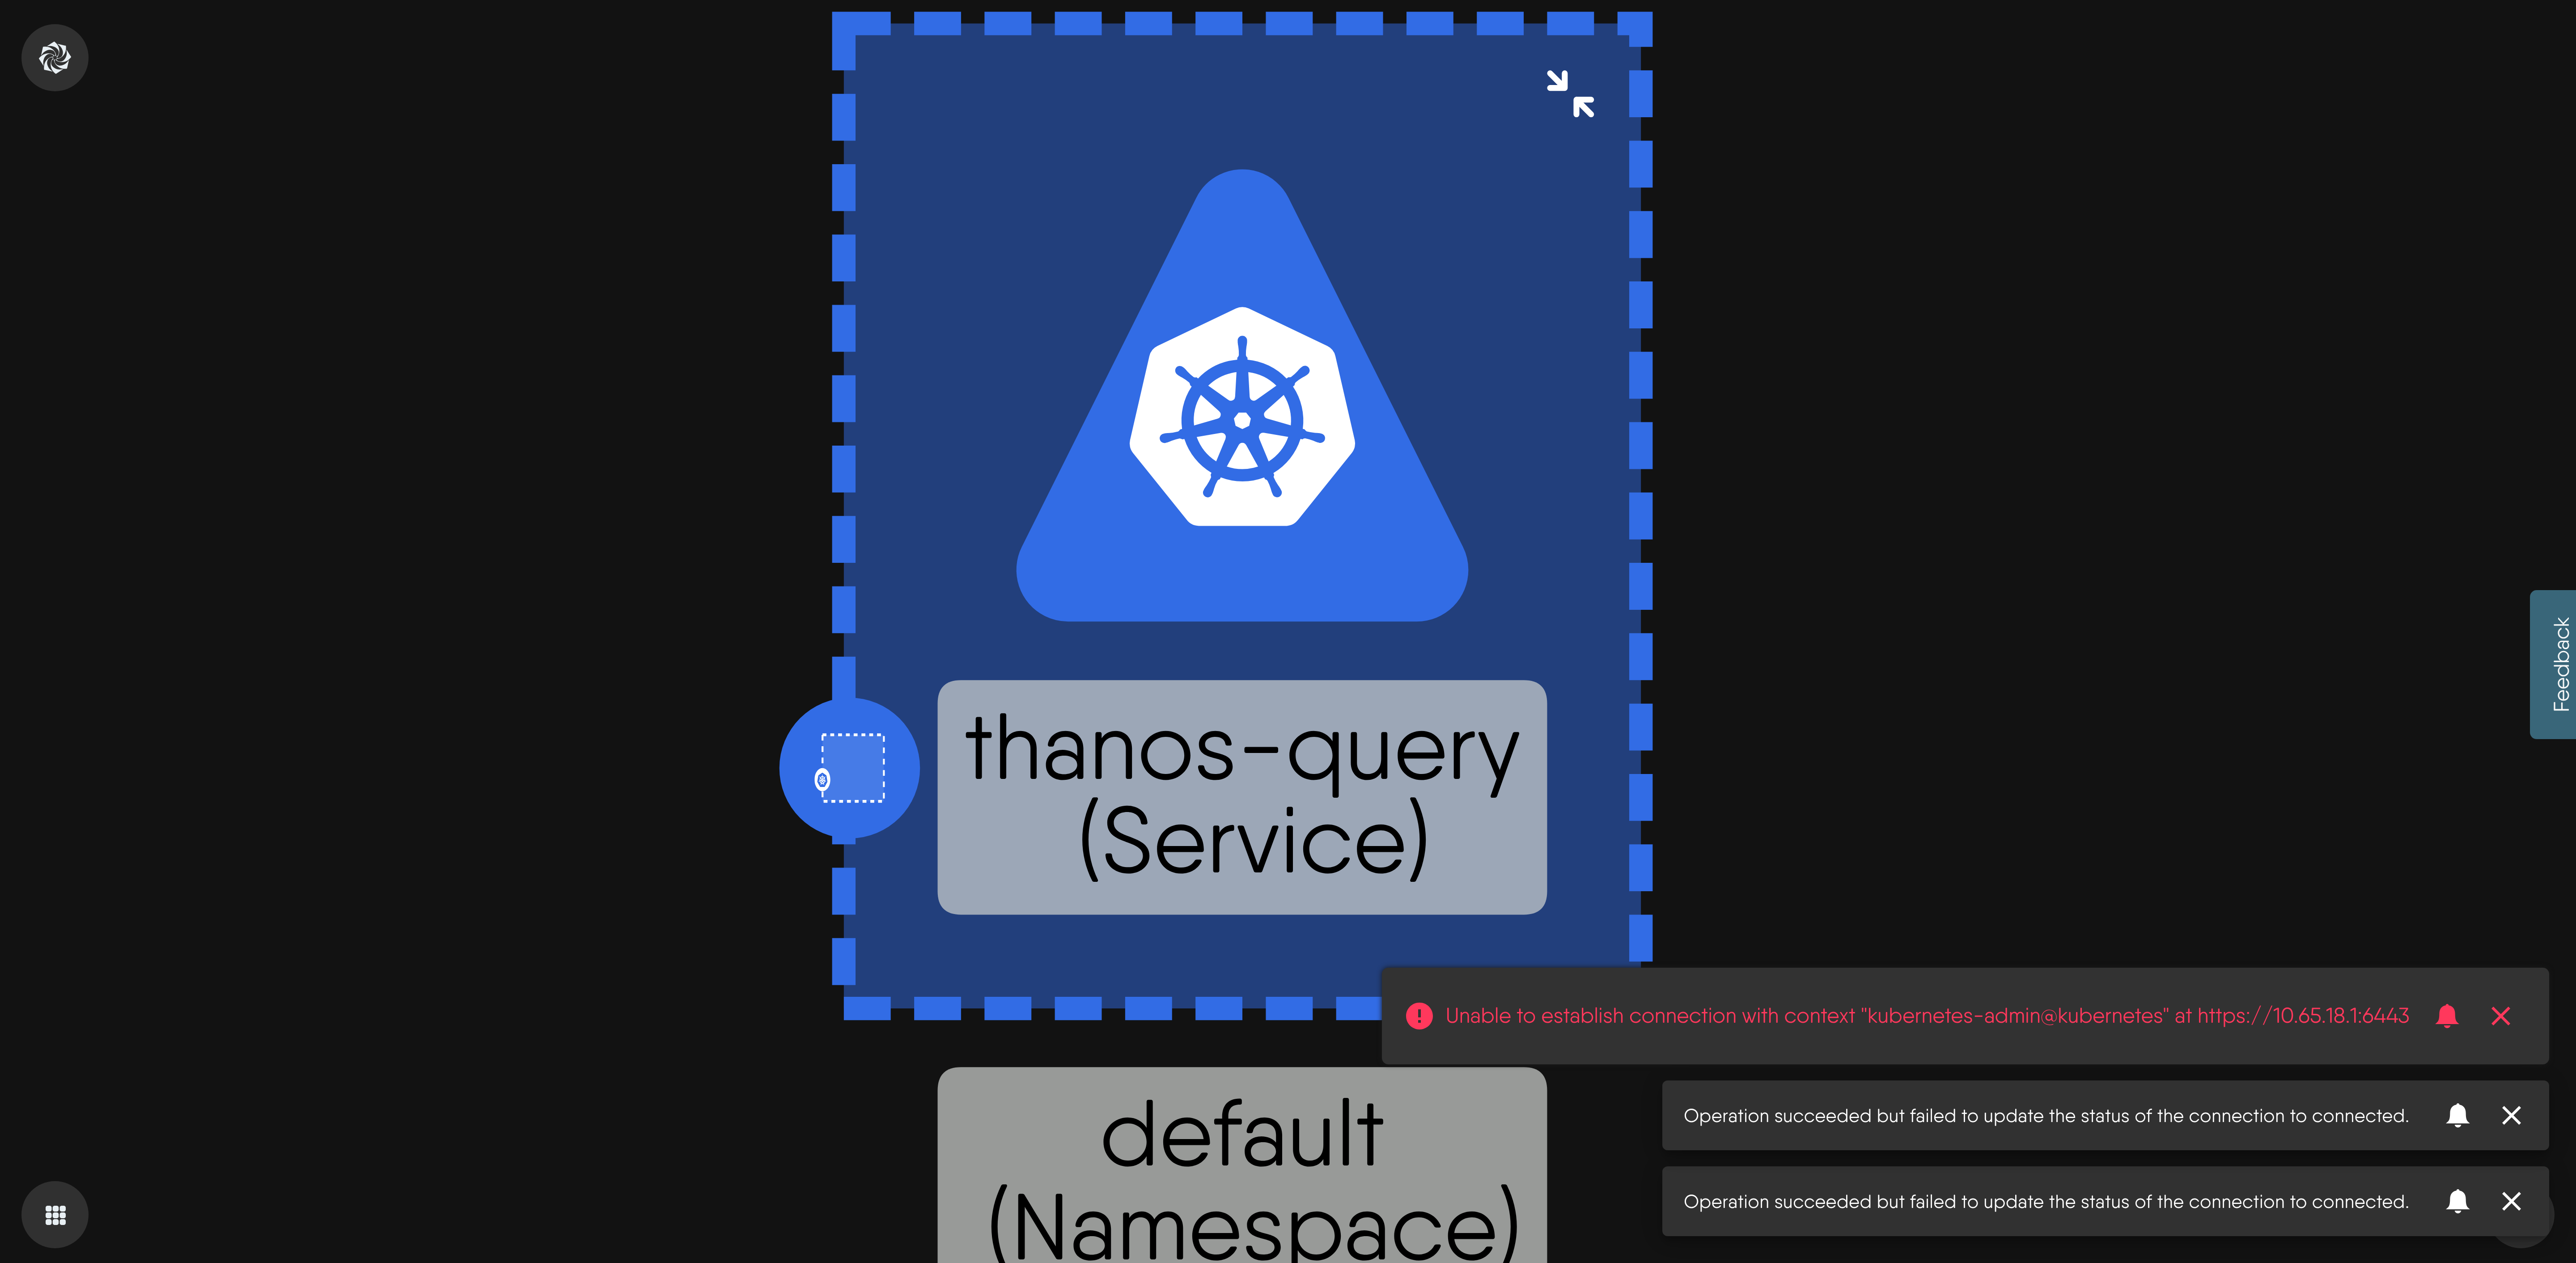 thanos-query
(Service)
Feedback
Unable to establish connection with context "kubernetes-admin@kubernetes" at https://10.65.18.1:6443
default
(Namespace)
Operation succeeded but failed to update the status of the connection to connected.
Operation succeeded but failed to update the status of the connection to connected.